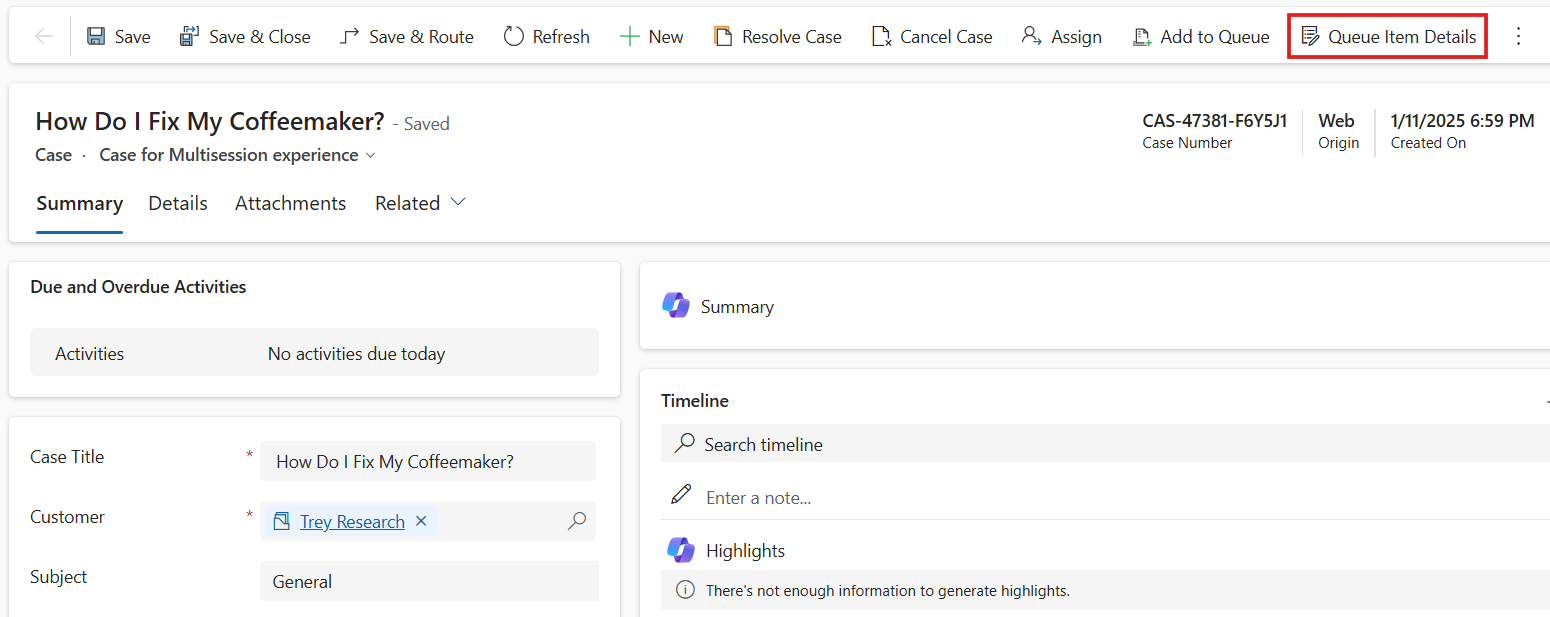 Save Save & Close Save & Route Refresh New Resolve Case Cancel Case Assign Add to Queue Queue Item Details
How Do I Fix My Coffeemaker? - Saved
Case · Case for Multisession experience
CAS-47381-F6Y5J1 Web 1/11/2025 6:59 PM
Case Number Origin Created On
Summary Details Attachments Related
Due and Overdue Activities
Activities No activities due today
Case Title * How Do I Fix My Coffeemaker?
Customer * Trey Research
Subject General
Summary
Timeline
Search timeline
Enter a note...
Highlights
There's not enough information to generate highlights.